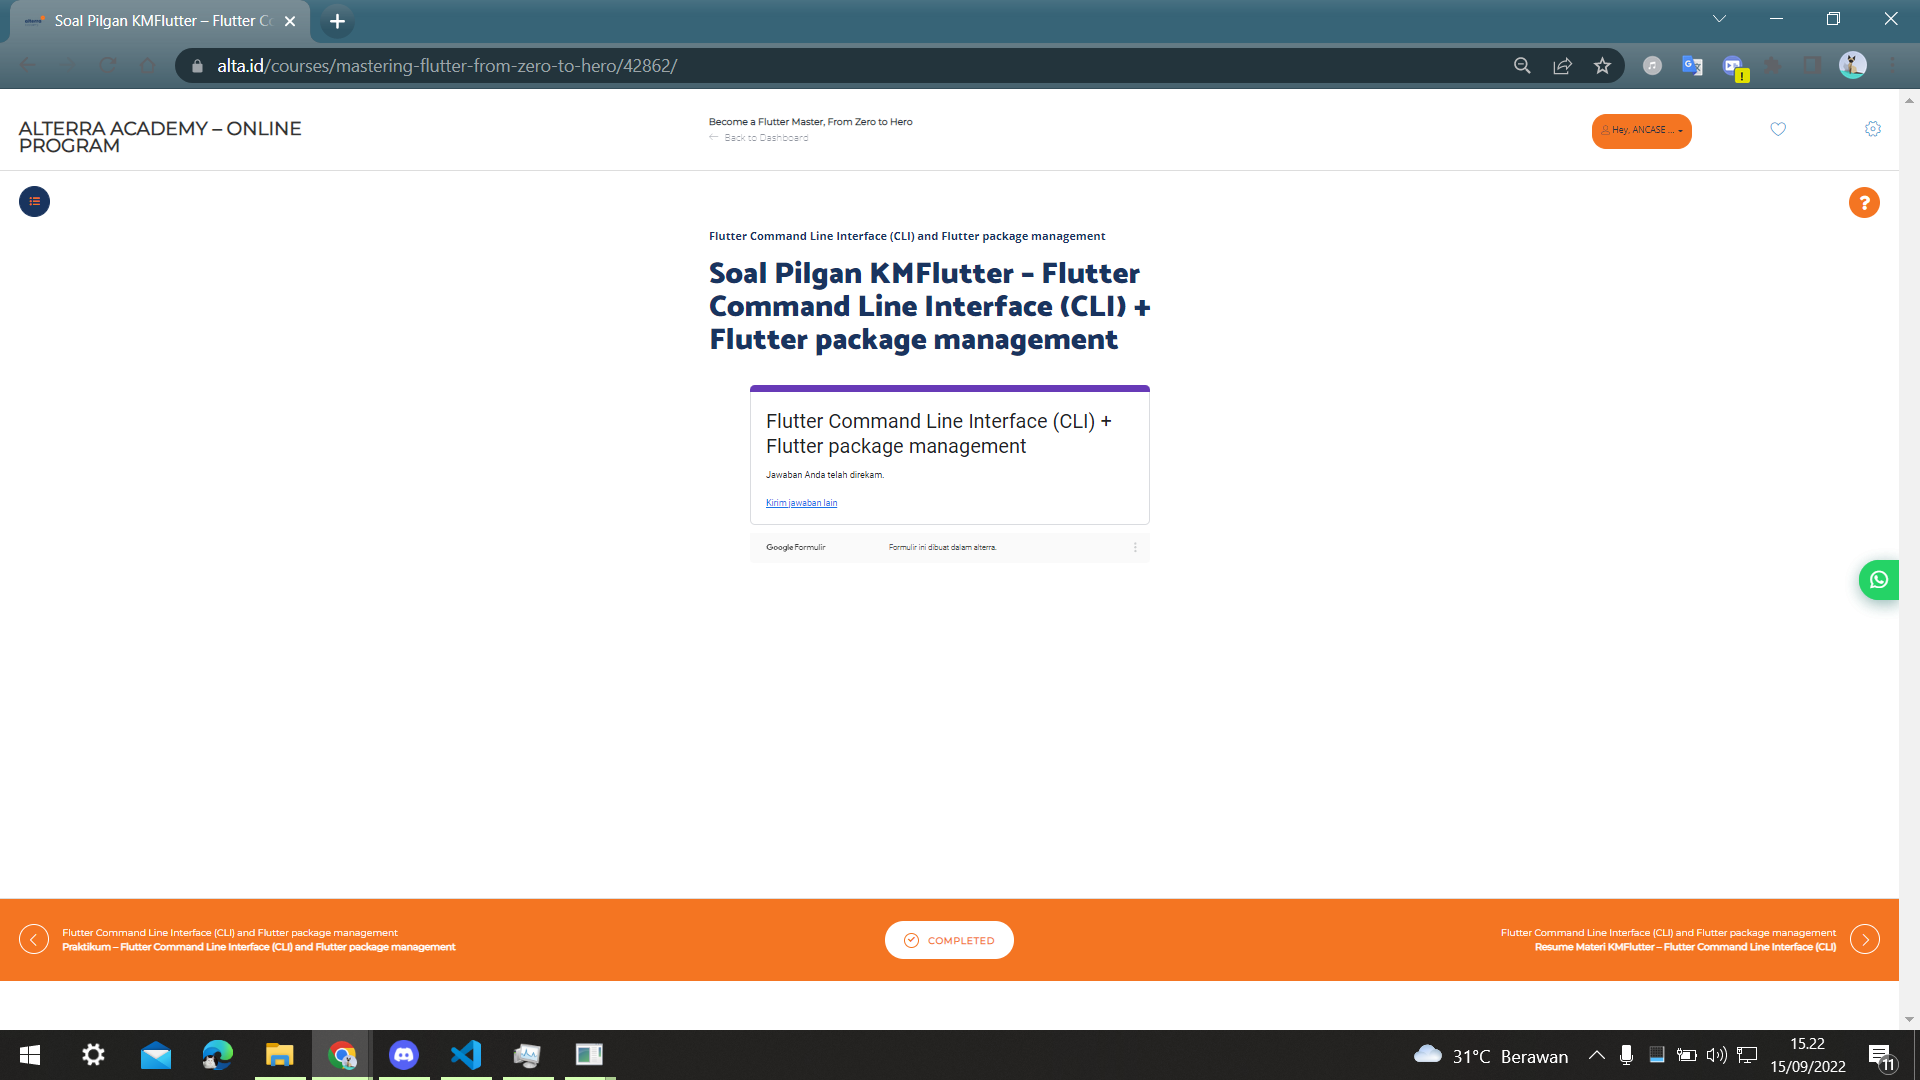 Soal Pilgan KMFlutter – Flutter Co
alta.id/courses/mastering-flutter-from-zero-to-hero/42862/
ALTERRA ACADEMY – ONLINE
PROGRAM
Become a Flutter Master, From Zero to Hero
Back to Dashboard
Hey, ANCASE ...
?
Flutter Command Line Interface (CLI) and Flutter package management
Soal Pilgan KMFlutter – Flutter
Command Line Interface (CLI) +
Flutter package management
Flutter Command Line Interface (CLI) +
Flutter package management
Jawaban Anda telah direkam.
Kirim jawaban lain
Google Formulir
Formulir ini dibuat dalam alterra.
Flutter Command Line Interface (CLI) and Flutter package management
Praktikum – Flutter Command Line Interface (CLI) and Flutter package management
COMPLETED
Flutter Command Line Interface (CLI) and Flutter package management
Resume Materi KMFlutter – Flutter Command Line Interface (CLI)
31°C Berawan
15.22
15/09/2022
11